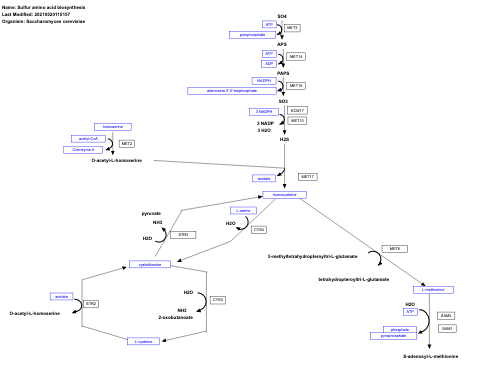 Name: Sulfur amino acid biosynthesis
Last Modified: 20210520115157
Organism: Saccharomyces cerevisiae
SO4
ATP
MET3
pyrophosphate
APS
ATP
MET14
ADP
PAPS
NADPH
MET16
adenosine-3',5'-bisphosphate
SO3
3 NADPH
ECM17
3 NADP
MET10
3 H2O
H2S
homoserine
acetyl-CoA
MET2
Coenzyme A
O-acetyl-L-homoserine
acetate
MET17
homocysteine
pyruvate
NH3
H2O
STR3
L-serine
H2O
CYS4
5-methyltetrahydropteroyltri-L-glutamate
MET6
tetrahydropteroyltri-L-glutamate
cystathionine
L-methionine
acetate
STR2
O-acetyl-L-homoserine
H2O
CYS3
NH3
2-oxobutanoate
L-cysteine
H2O
ATP
SAM2
phosphate
SAM1
pyrophosphate
S-adenosyl-L-methionine